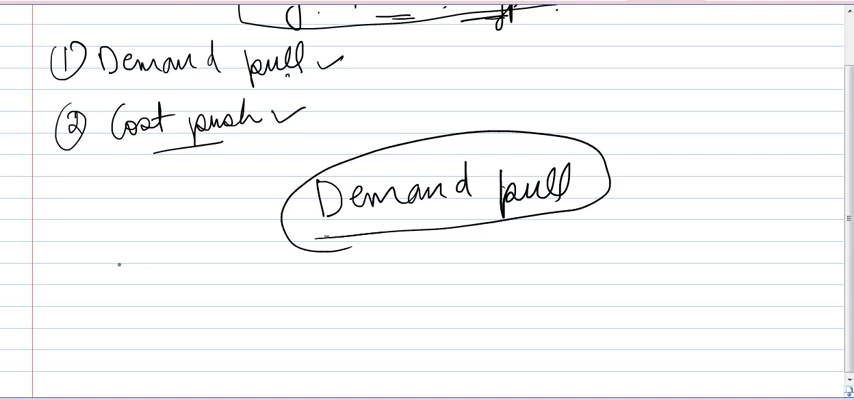 ① Demand pull ✓
② Cost push ✓
Demand pull